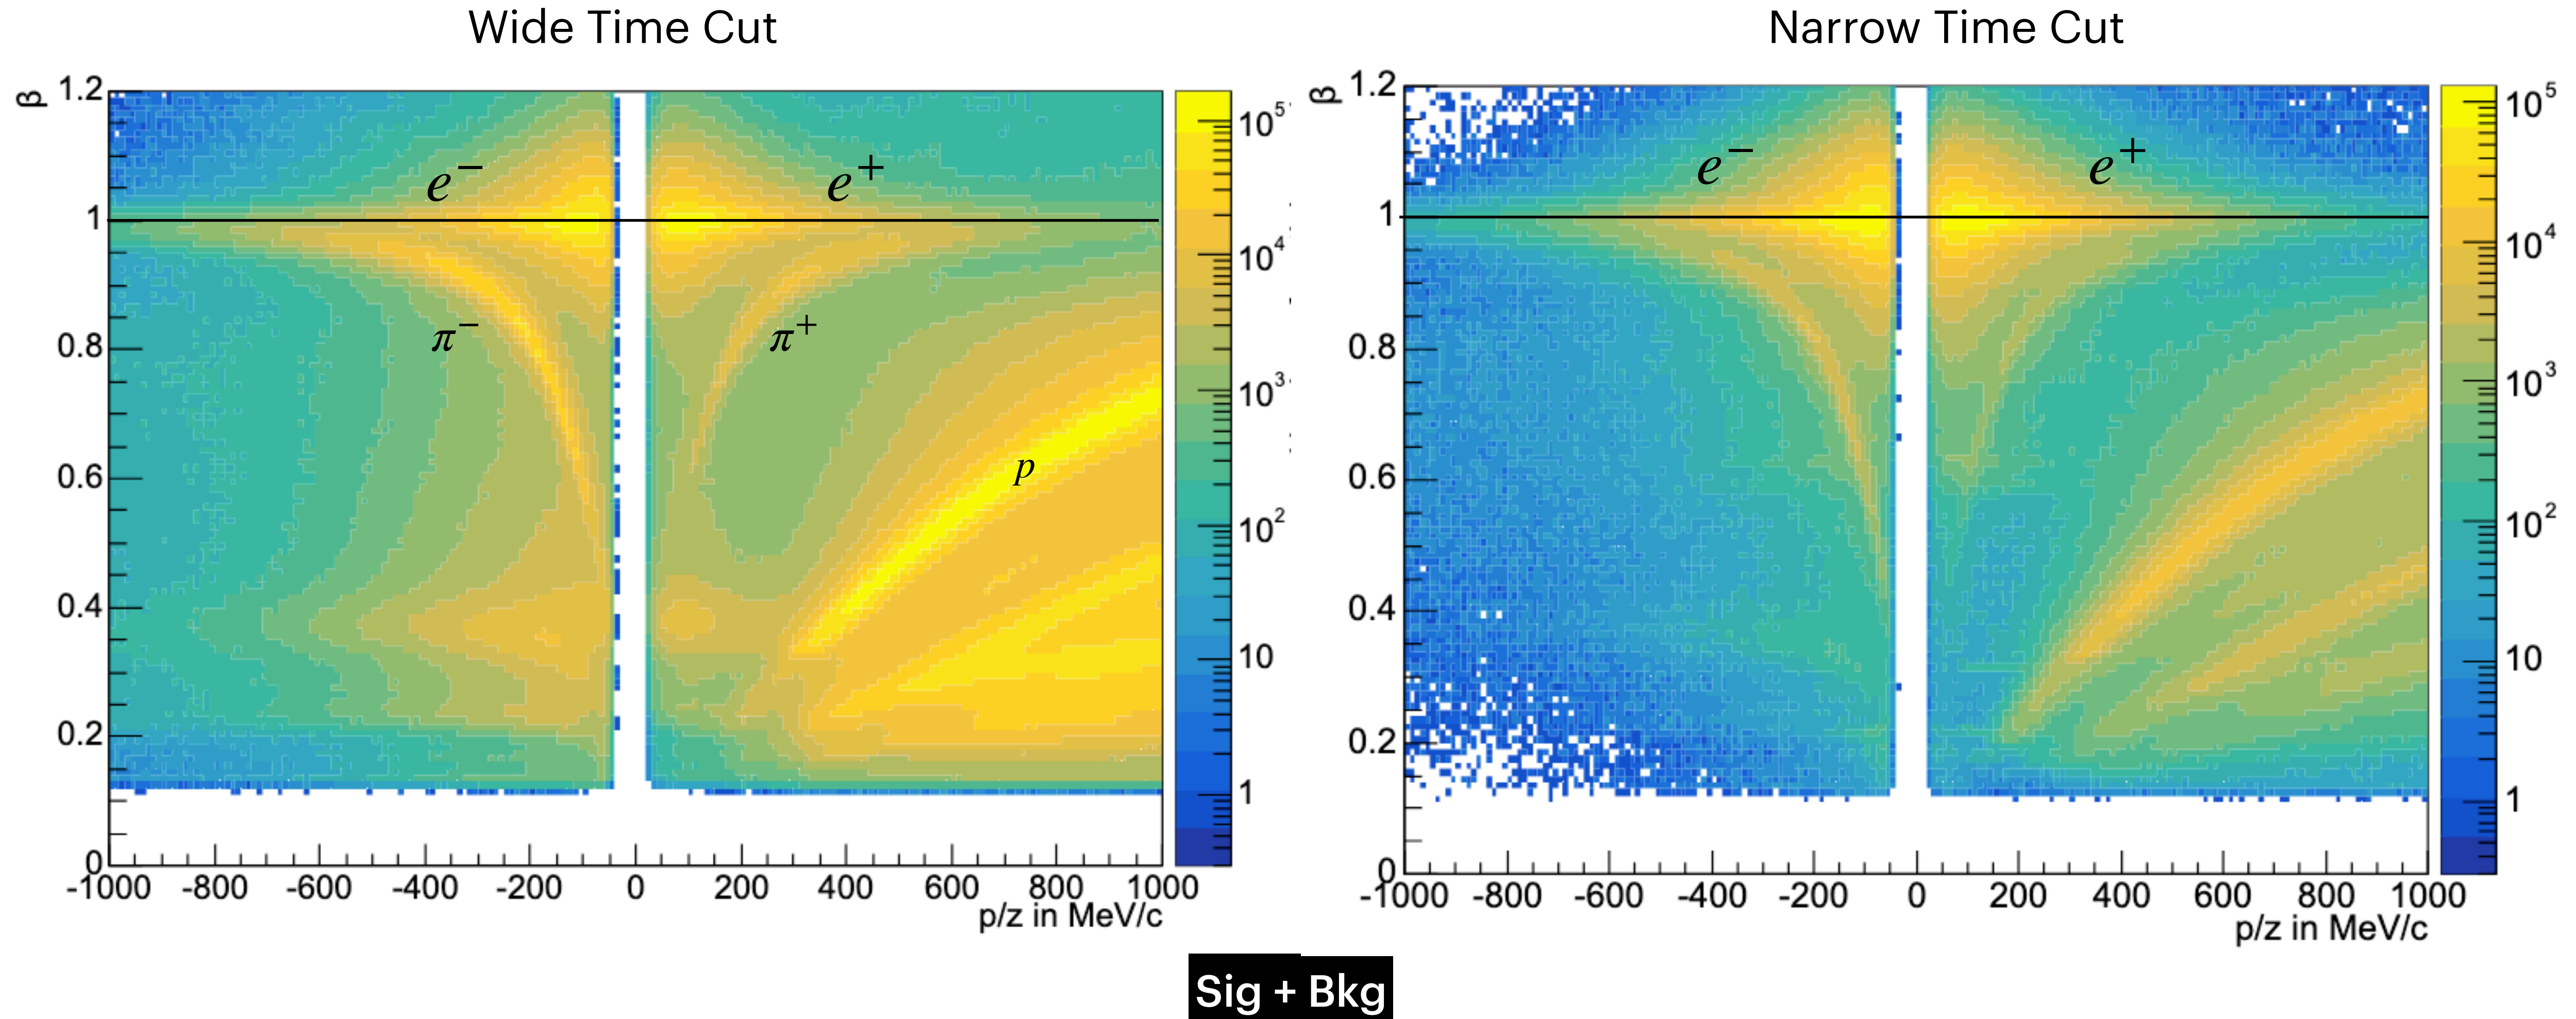 Wide Time Cut
Narrow Time Cut
β
1.2
1
0.8
0.6
0.4
0.2
0
e⁻
e⁺
π⁻
π⁺
p
-1000 -800 -600 -400 -200 0 200 400 600 800 1000
p/z in MeV/c
10⁵
10⁴
10³
10²
10
1
β
1.2
1
0.8
0.6
0.4
0.2
0
e⁻
e⁺
-1000 -800 -600 -400 -200 0 200 400 600 800 1000
p/z in MeV/c
10⁵
10⁴
10³
10²
10
1
Sig + Bkg